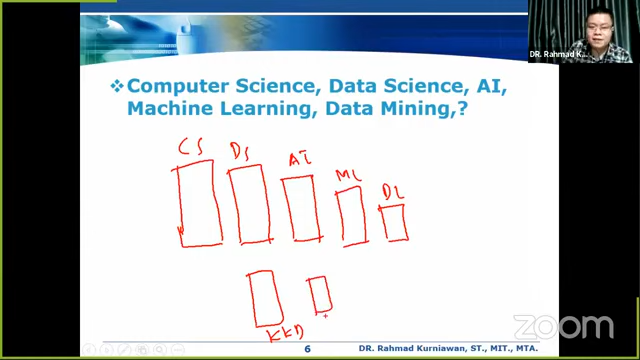 DR. Rahmad K...
❖Computer Science, Data Science, AI,
Machine Learning, Data Mining,?
CS DS AI ML DL
KKD
6 DR. Rahmad Kurniawan, ST., MIT., MTA.
zoom